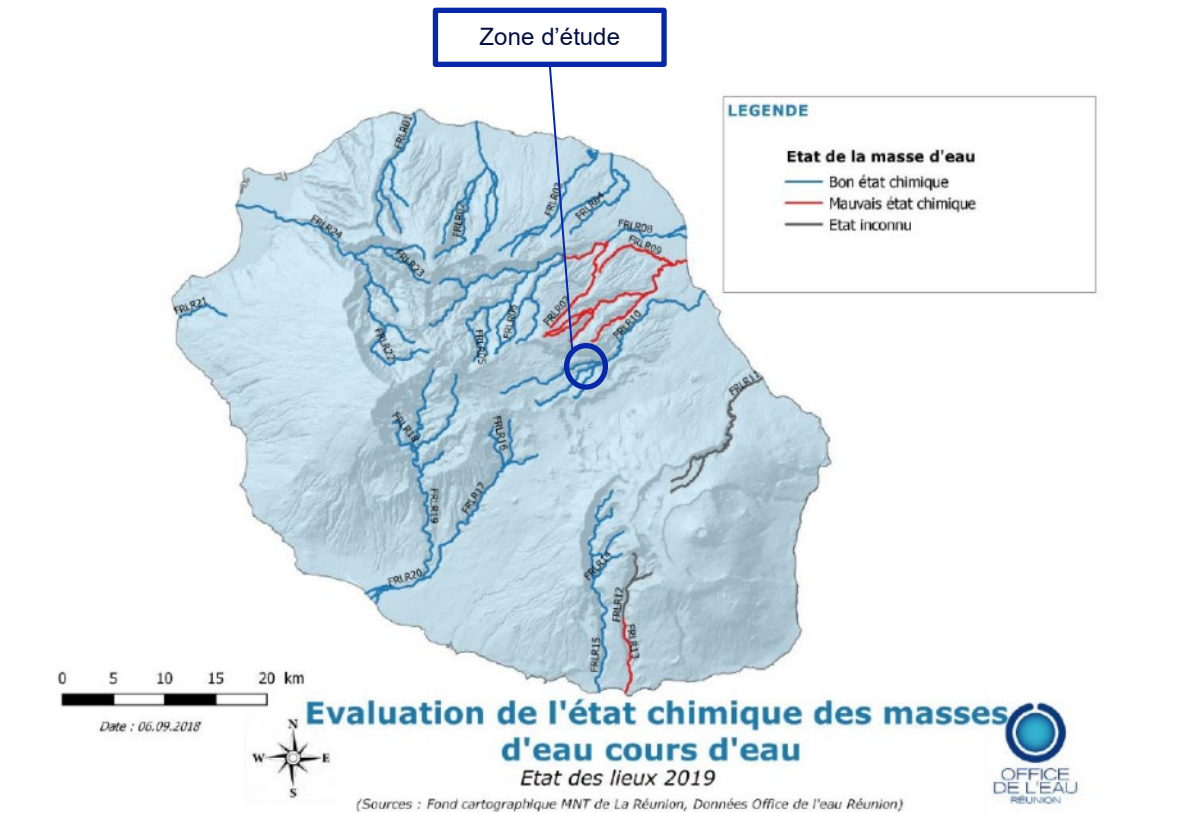 Zone d'étude
LEGENDE
Etat de la masse d'eau
Bon état chimique
Mauvais état chimique
Etat inconnu
FRLR01
FRLR02
FRLR03
FRLR04
FRLR08
FRLR09
FRLR24
FRLR23
FRLR21
FRLR22
FRLR05
FRLR06
FRLR07
FRLR10
FRLR11
FRLR18
FRLR16
FRLR19
FRLR17
FRLR20
FRLR14
FRLR12
FRLR15
FRLR13
0 5 10 15 20 km
Date : 06.09.2018
N
W E
S
Evaluation de l'état chimique des masses
d'eau cours d'eau
Etat des lieux 2019
(Sources : Fond cartographique MNT de La Réunion, Données Office de l'eau Réunion)
OFFICE
DE L'EAU
RÉUNION